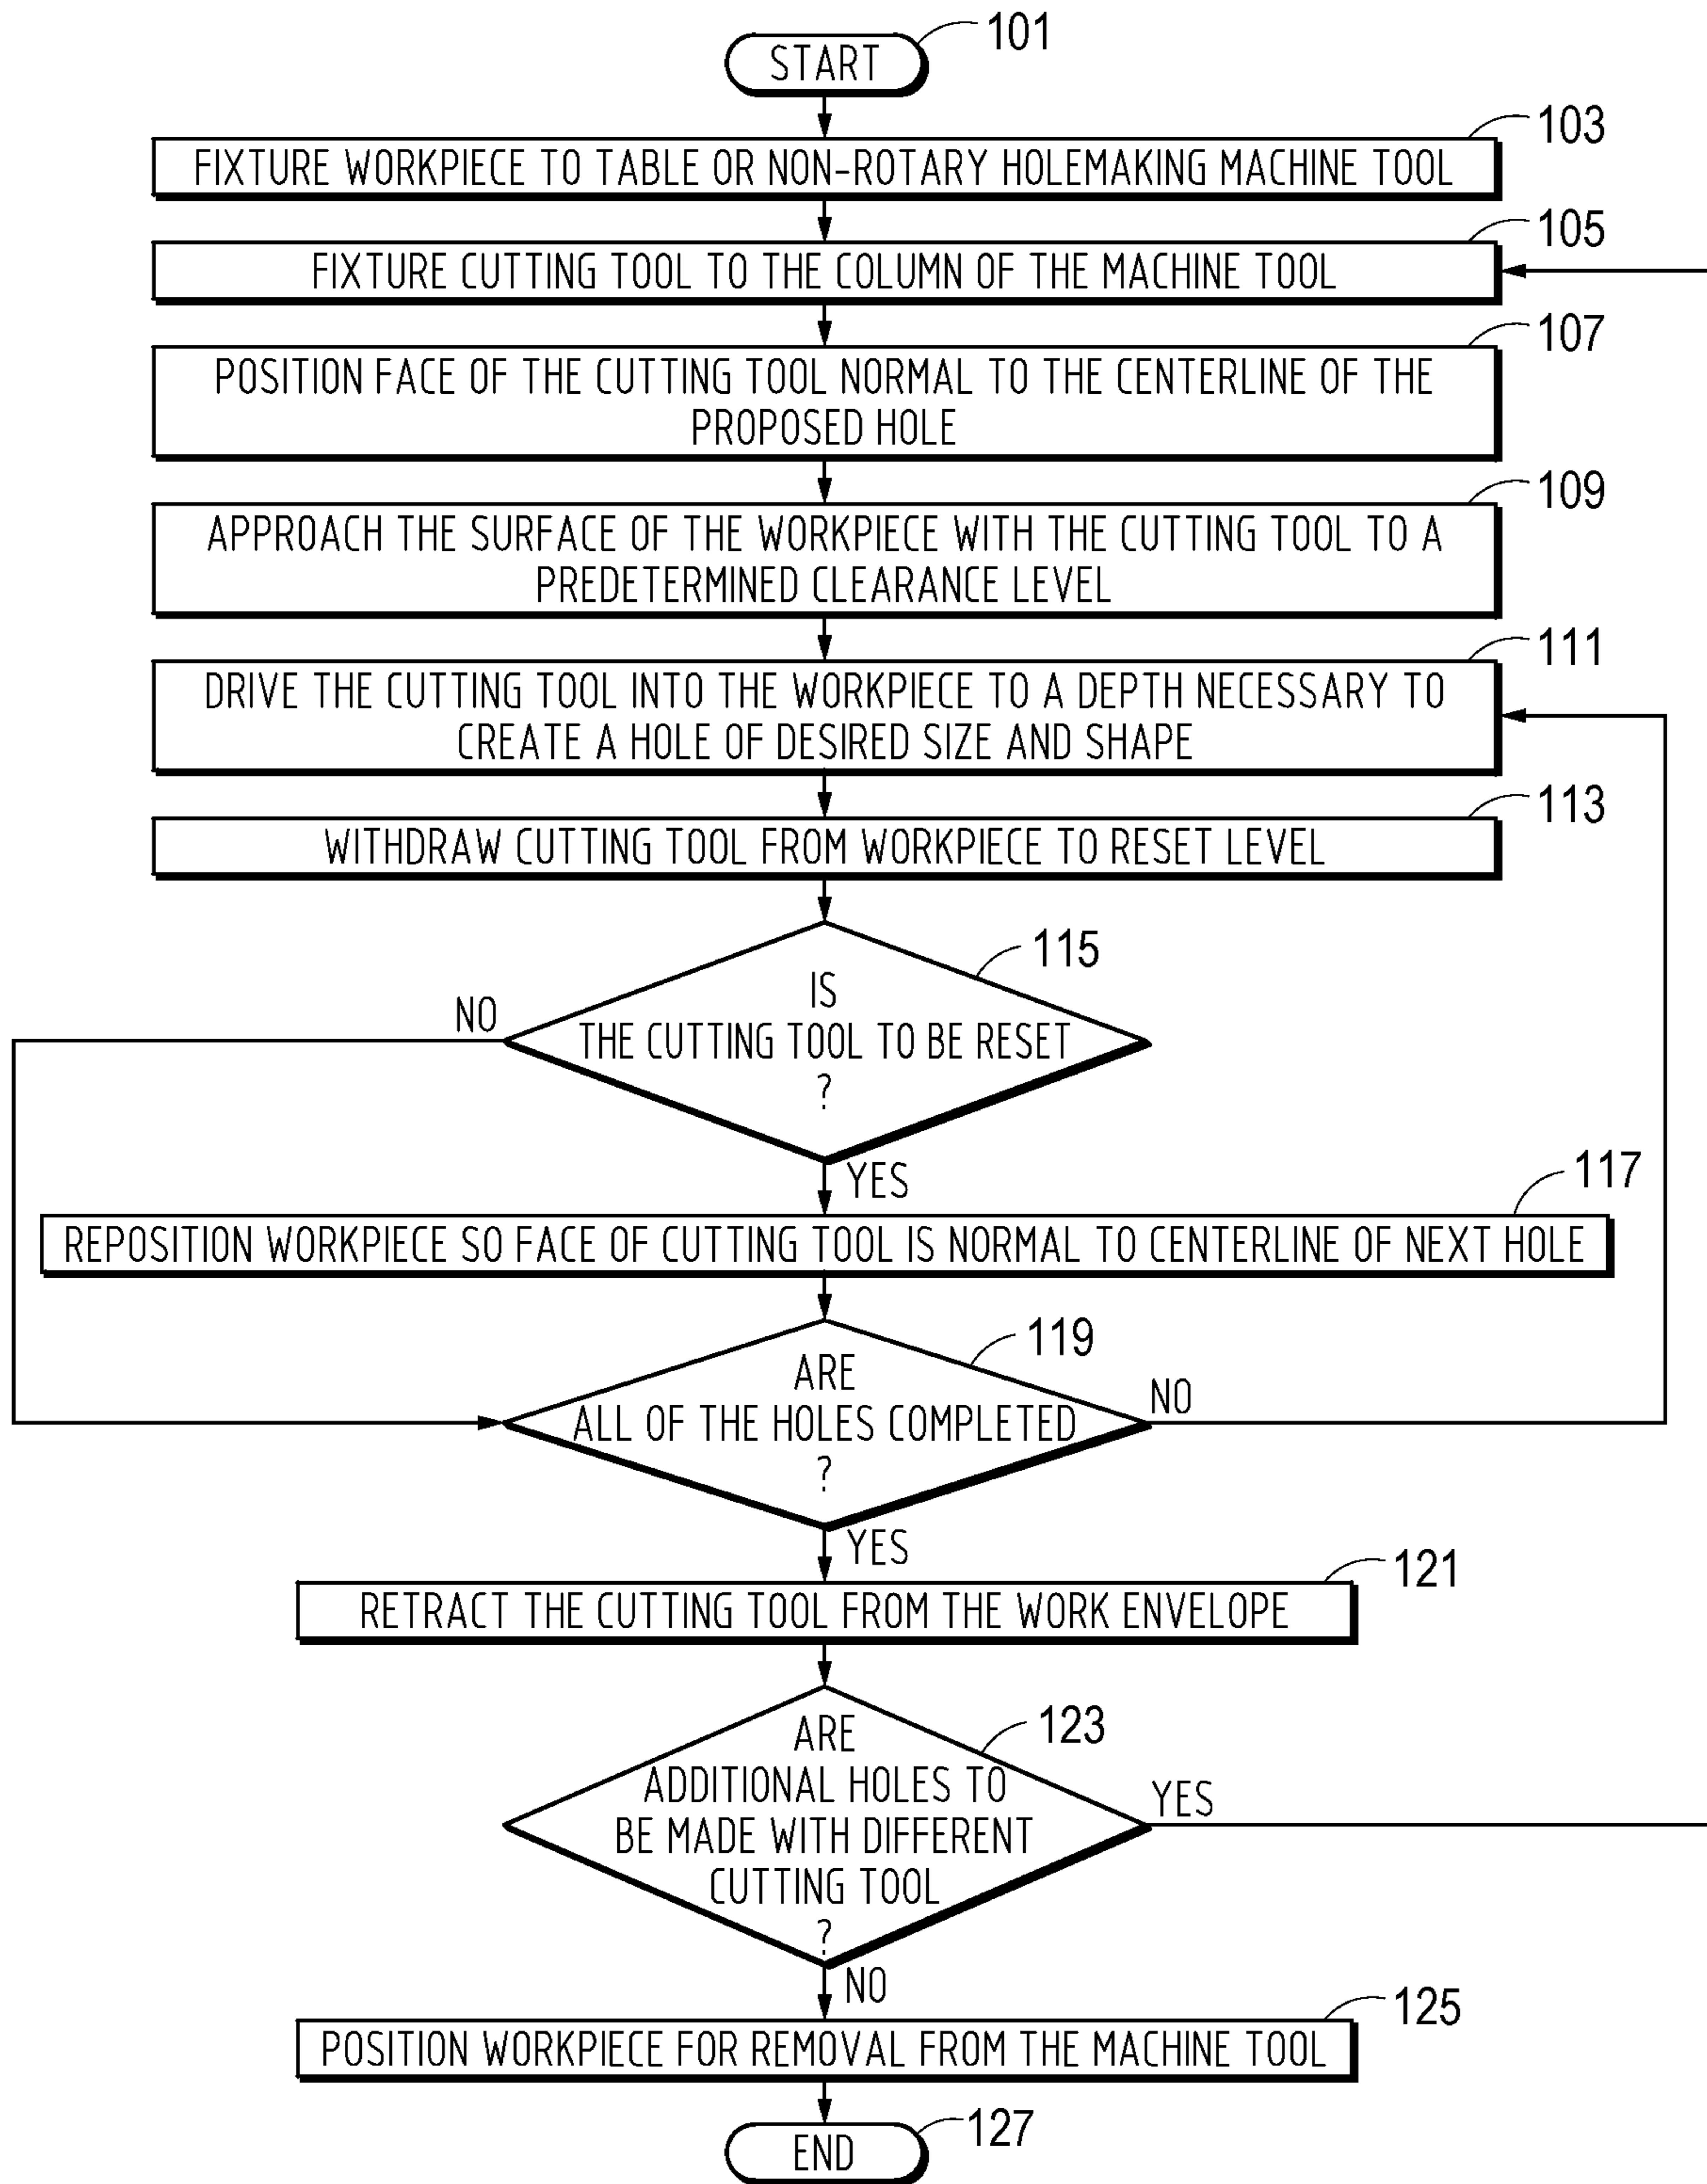 START
101
103
FIXTURE WORKPIECE TO TABLE OR NON-ROTARY HOLEMAKING MACHINE TOOL
105
FIXTURE CUTTING TOOL TO THE COLUMN OF THE MACHINE TOOL
107
POSITION FACE OF THE CUTTING TOOL NORMAL TO THE CENTERLINE OF THE
PROPOSED HOLE
109
APPROACH THE SURFACE OF THE WORKPIECE WITH THE CUTTING TOOL TO A
PREDETERMINED CLEARANCE LEVEL
111
DRIVE THE CUTTING TOOL INTO THE WORKPIECE TO A DEPTH NECESSARY TO
CREATE A HOLE OF DESIRED SIZE AND SHAPE
113
WITHDRAW CUTTING TOOL FROM WORKPIECE TO RESET LEVEL
115
NO
IS
THE CUTTING TOOL TO BE RESET
?
YES
117
REPOSITION WORKPIECE SO FACE OF CUTTING TOOL IS NORMAL TO CENTERLINE OF NEXT HOLE
119
ARE
ALL OF THE HOLES COMPLETED
?
NO
YES
121
RETRACT THE CUTTING TOOL FROM THE WORK ENVELOPE
123
ARE
ADDITIONAL HOLES TO
BE MADE WITH DIFFERENT
CUTTING TOOL
?
YES
NO
125
POSITION WORKPIECE FOR REMOVAL FROM THE MACHINE TOOL
END
127